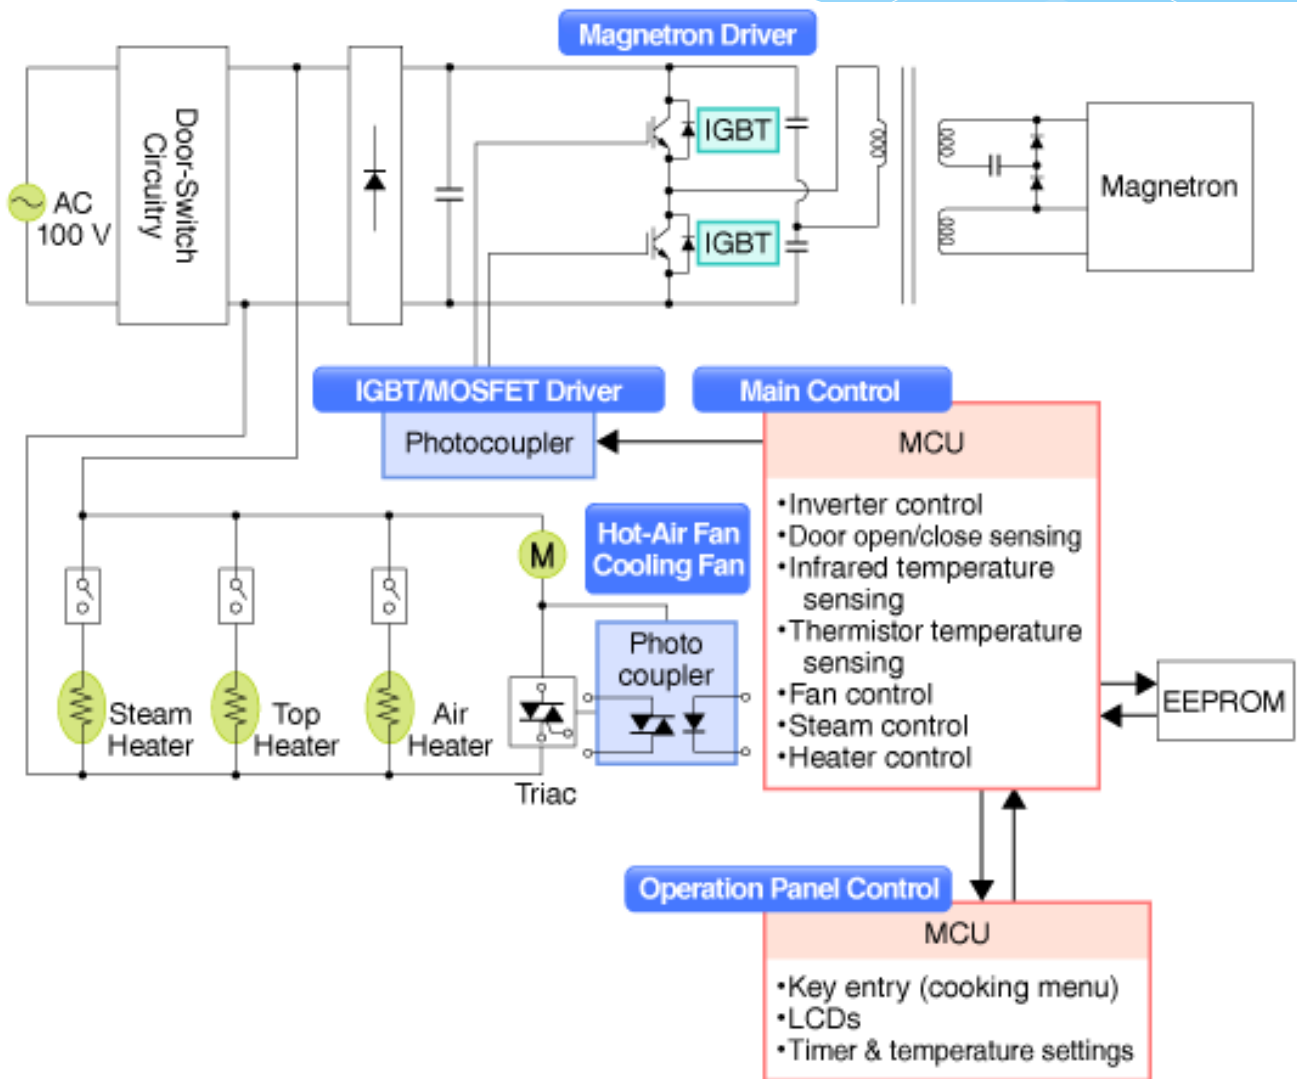 Magnetron Driver
Door-Switch
Circuitry
AC
100 V
IGBT
IGBT
Magnetron
IGBT/MOSFET Driver
Photocoupler
Main Control
MCU
•Inverter control
•Door open/close sensing
•Infrared temperature
sensing
•Thermistor temperature
sensing
•Fan control
•Steam control
•Heater control
Hot-Air Fan
Cooling Fan
M
Photo
coupler
Steam
Heater
Top
Heater
Air
Heater
Triac
EEPROM
Operation Panel Control
MCU
•Key entry (cooking menu)
•LCDs
•Timer & temperature settings